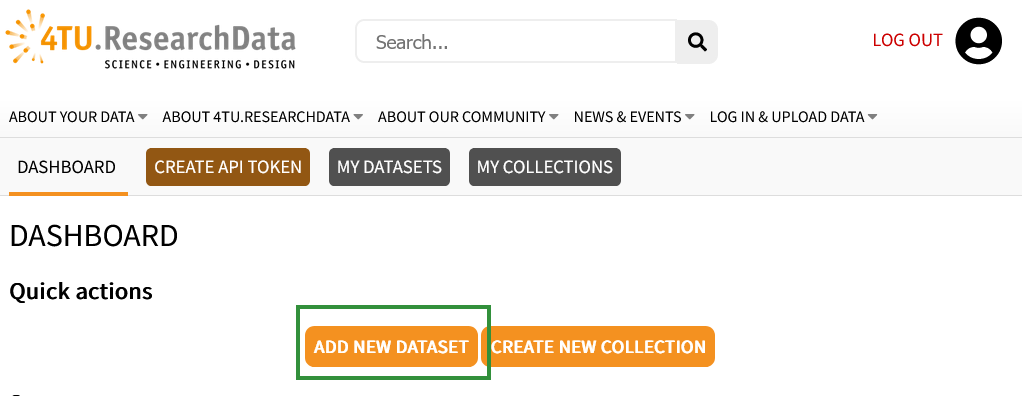 4TU.ResearchData
SCIENCE • ENGINEERING • DESIGN
Search...
LOG OUT
ABOUT YOUR DATA ABOUT 4TU.RESEARCHDATA ABOUT OUR COMMUNITY NEWS & EVENTS LOG IN & UPLOAD DATA
DASHBOARD CREATE API TOKEN MY DATASETS MY COLLECTIONS
DASHBOARD
Quick actions
ADD NEW DATASET CREATE NEW COLLECTION